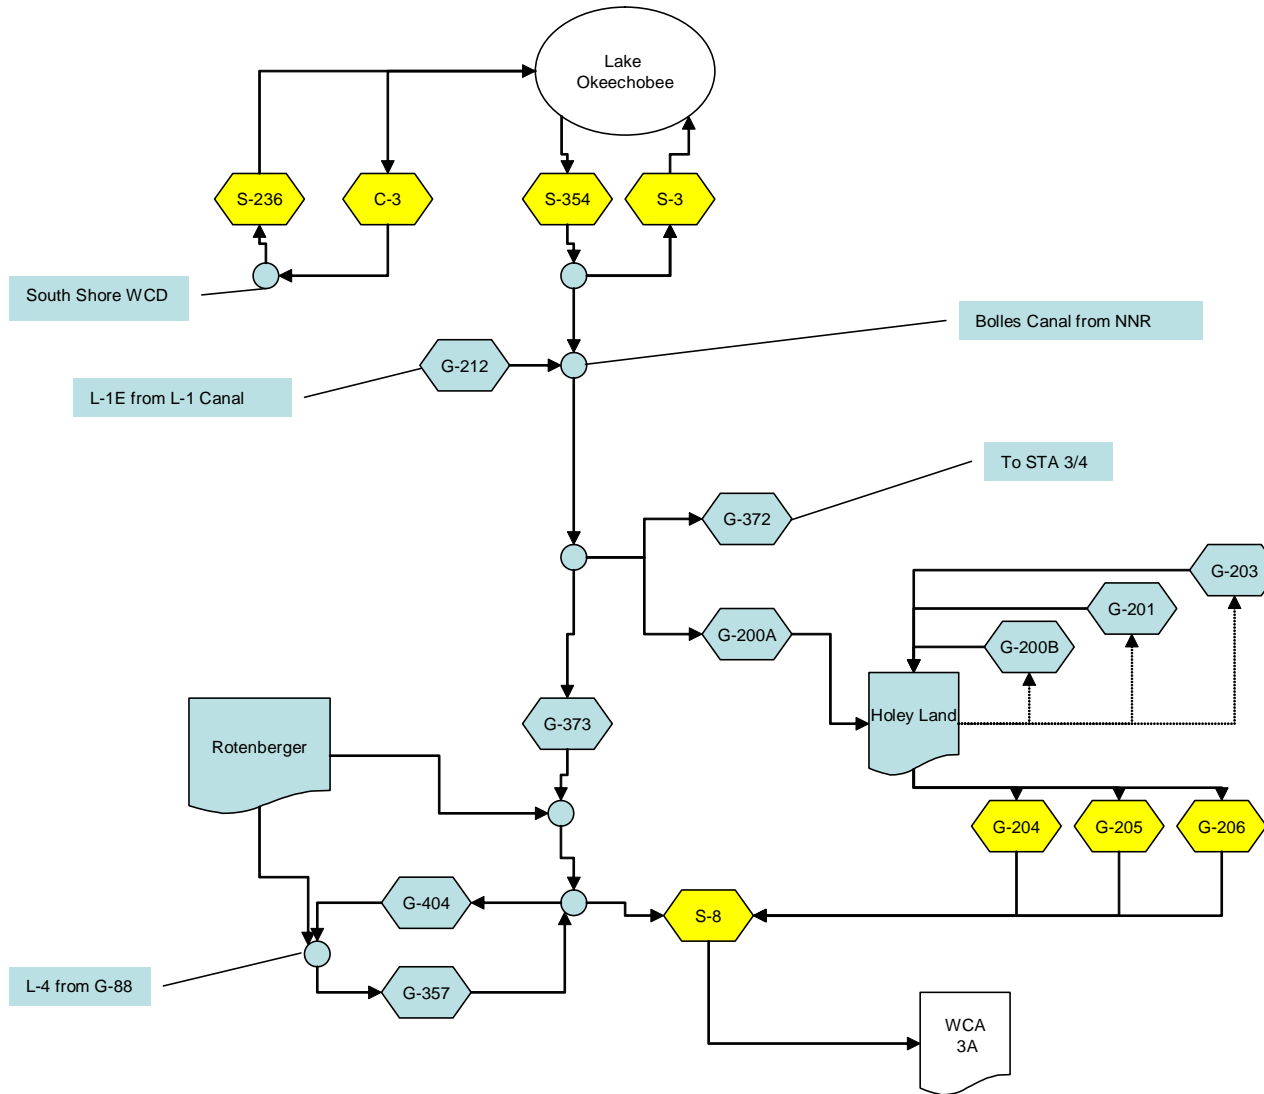 Lake
Okeechobee
S-236
C-3
S-354
S-3
South Shore WCD
Bolles Canal from NNR
G-212
L-1E from L-1 Canal
To STA 3/4
G-372
G-203
G-201
G-200A
G-200B
Holey Land
G-373
Rotenberger
G-204
G-205
G-206
G-404
S-8
L-4 from G-88
G-357
WCA
3A